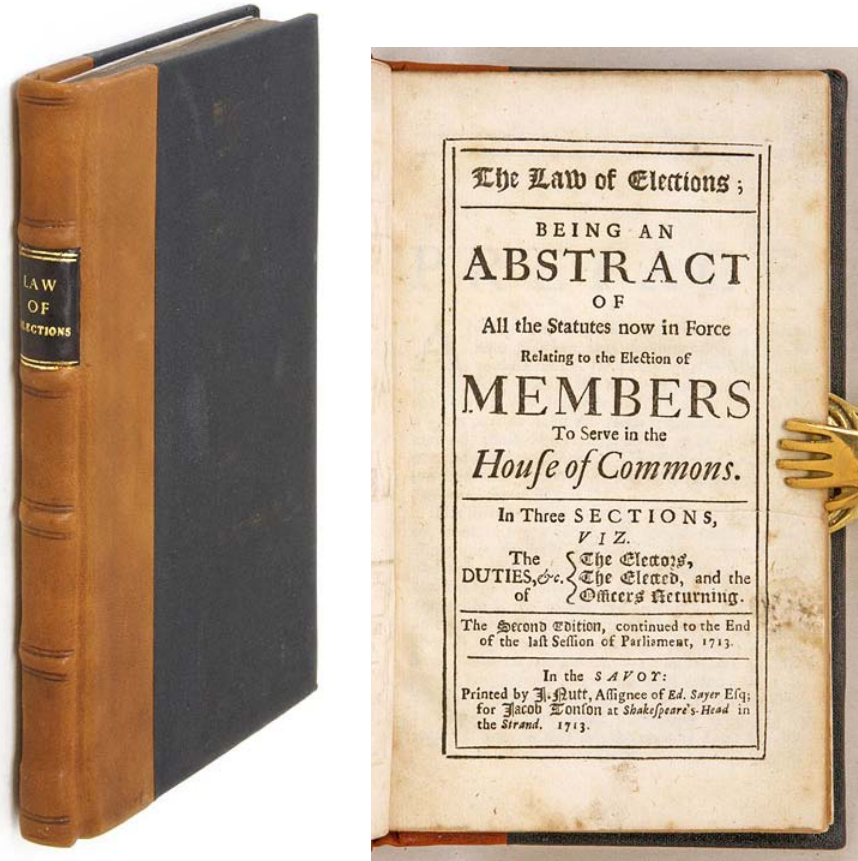 LAW
OF
ELECTIONS
The Law of Elections;
BEING AN
ABSTRACT
OF
All the Statutes now in Force
Relating to the Election of
MEMBERS
To Serve in the
Houſe of Commons.
In Three SECTIONS,
VIZ.
The
DUTIES, &c.
of
{ The Electors,
The Elected, and the
Officers Returning.
The Second Edition, continued to the End
of the laſt Seſſion of Parliament, 1713.
In the SAVOY:
Printed by J. Nutt, Aſſignee of Ed. Sayer Eſq;
for Jacob Tonſon at Shakeſpeare's-Head in
the Strand. 1713.